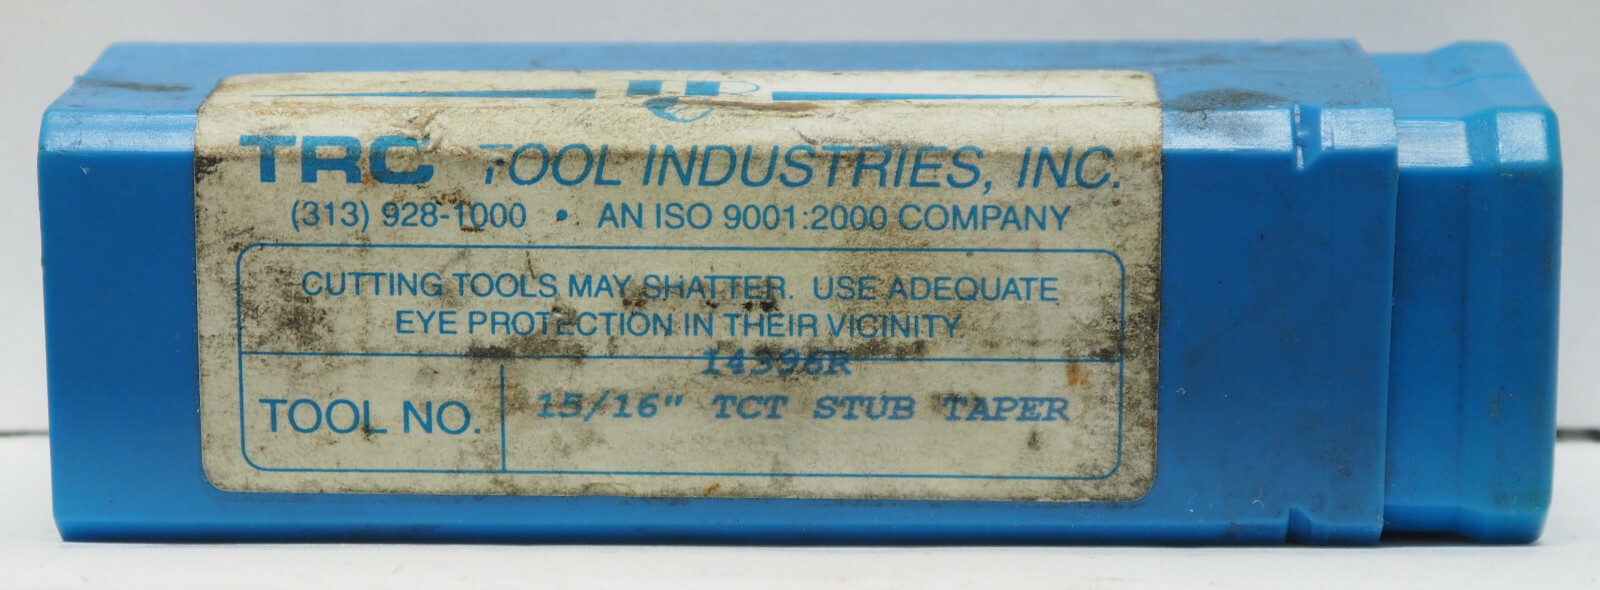 TRC TOOL INDUSTRIES, INC.
(313) 928-1000 • AN ISO 9001:2000 COMPANY
CUTTING TOOLS MAY SHATTER. USE ADEQUATE
EYE PROTECTION IN THEIR VICINITY.
14396R
TOOL NO. 15/16" TCT STUB TAPER